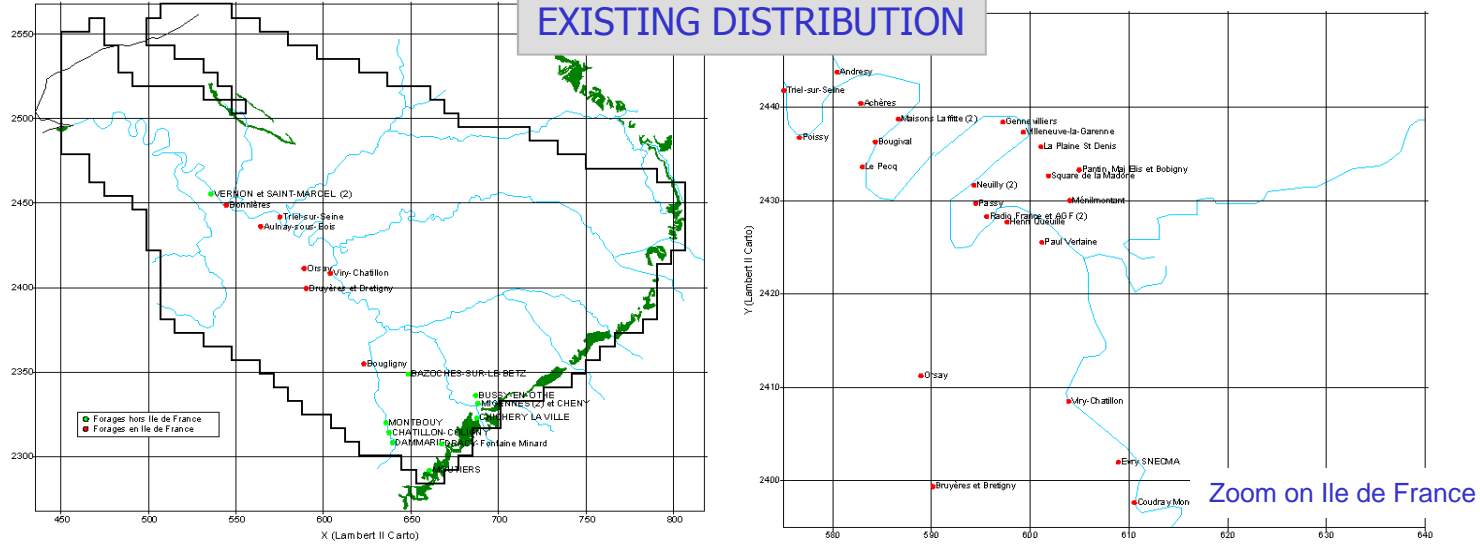 EXISTING DISTRIBUTION
2550
2500
2450
2400
2350
2300
VERNON et SAINT-MARCEL (2)
Bonnières
Triel-sur-Seine
Aulnay-sous-Bois
Orsay
Viry-Chatillon
Bruyères et Bretigny
Bougligny
BAZOCHES-SUR-LE-BETZ
BUSSY-EN-OTHE
MIGENNES(2) et CHENY
CHICHERY LA VILLE
MONTBOUY
CHATILLON-COLIGNY
DAMMARIE
DRACY-Fontaine Minard
MOUTIERS
Forages hors Ile de France
Forages en Ile de France
450 500 550 600 650 700 750 800
X (Lambert II Carto)
Y (Lambert II Carto)
2440
2430
2420
2410
2400
Andresy
Triel-sur-Seine
Achères
Maisons Laffitte (2)
Poissy
Bougival
Le Pecq
Gennevilliers
Villeneuve-la-Garenne
La Plaine St Denis
Pantin, Maj Elis et Bobigny
Square de la Madone
Neuilly (2)
Ménilmontant
Passy
Radio France et AGF (2)
Henri Queuille
Paul Verlaine
Orsay
Viry-Chatillon
Evry SNECMA
Bruyères et Bretigny
Coudray Mon
Zoom on Ile de France
580 590 600 610 620 630 640